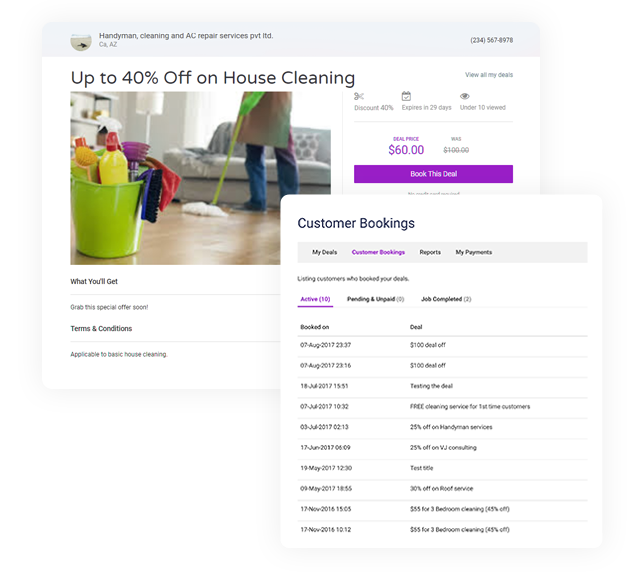 Handyman, cleaning and AC repair services pvt ltd.
Ca, AZ
(234) 567-8978
Up to 40% Off on House Cleaning
View all my deals
Discount 40%
Expires in 29 days
Under 10 viewed
DEAL PRICE
WAS
$60.00
$100.00
Book This Deal
What You'll Get
Grab this special offer soon!
Terms & Conditions
Applicable to basic house cleaning.
Customer Bookings
My Deals Customer Bookings Reports My Payments
Listing customers who booked your deals.
Active (10) Pending & Unpaid (0) Job Completed (2)
Booked on Deal
07-Aug-2017 23:37 $100 deal off
07-Aug-2017 23:16 $100 deal off
18-Jul-2017 15:51 Testing the deal
07-Jul-2017 10:32 FREE cleaning service for 1st time customers
03-Jul-2017 02:13 25% off on Handyman services
17-Jun-2017 06:09 25% off on VJ consulting
19-May-2017 12:30 Test title
09-May-2017 18:55 30% off on Roof service
17-Nov-2016 15:05 $55 for 3 Bedroom cleaning (45% off)
17-Nov-2016 10:12 $55 for 3 Bedroom cleaning (45% off)